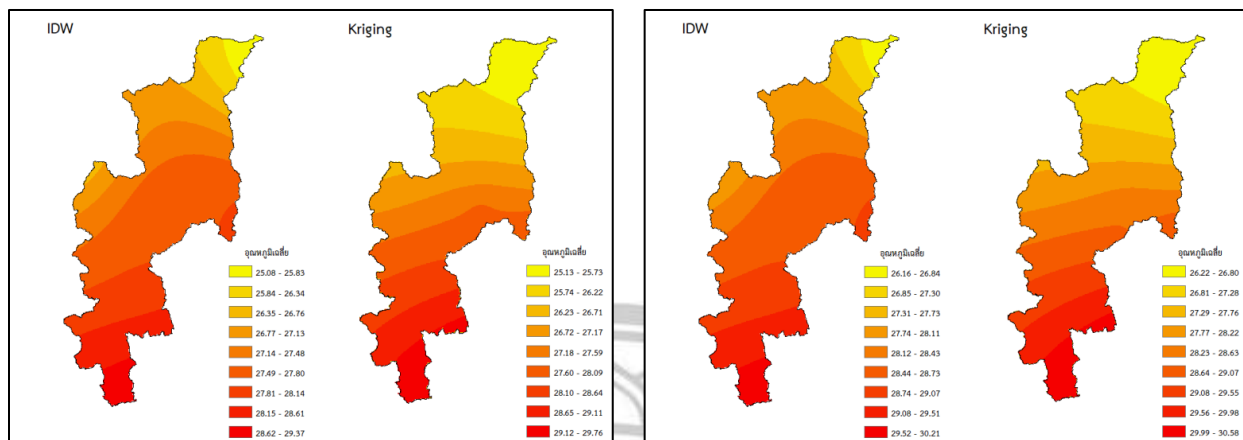 IDW
Kriging
อุณหภูมิเฉลี่ย
25.08 - 25.83
25.84 - 26.34
26.35 - 26.76
26.77 - 27.13
27.14 - 27.48
27.49 - 27.80
27.81 - 28.14
28.15 - 28.61
28.62 - 29.37
อุณหภูมิเฉลี่ย
25.13 - 25.73
25.74 - 26.22
26.23 - 26.71
26.72 - 27.17
27.18 - 27.59
27.60 - 28.09
28.10 - 28.64
28.65 - 29.11
29.12 - 29.76
IDW
Kriging
อุณหภูมิเฉลี่ย
26.16 - 26.84
26.85 - 27.30
27.31 - 27.73
27.74 - 28.11
28.12 - 28.43
28.44 - 28.73
28.74 - 29.07
29.08 - 29.51
29.52 - 30.21
อุณหภูมิเฉลี่ย
26.22 - 26.80
26.81 - 27.28
27.29 - 27.76
27.77 - 28.22
28.23 - 28.63
28.64 - 29.07
29.08 - 29.55
29.56 - 29.98
29.99 - 30.58